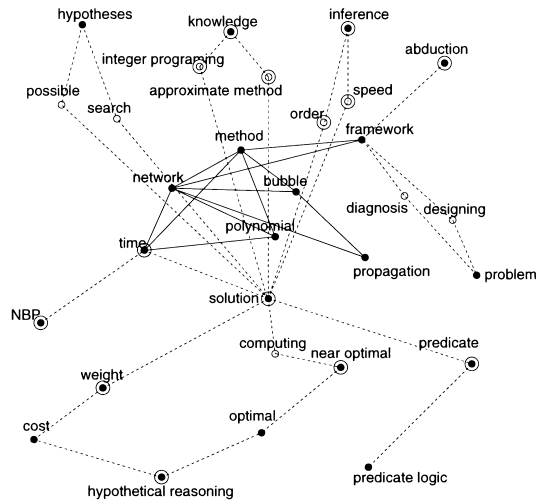 hypotheses
knowledge
inference
abduction
integer programing
possible
search
approximate method
speed
order
framework
method
network
bubble
diagnosis
designing
polynomial
time
propagation
problem
solution
NBP
computing
near optimal
predicate
weight
cost
optimal
hypothetical reasoning
predicate logic